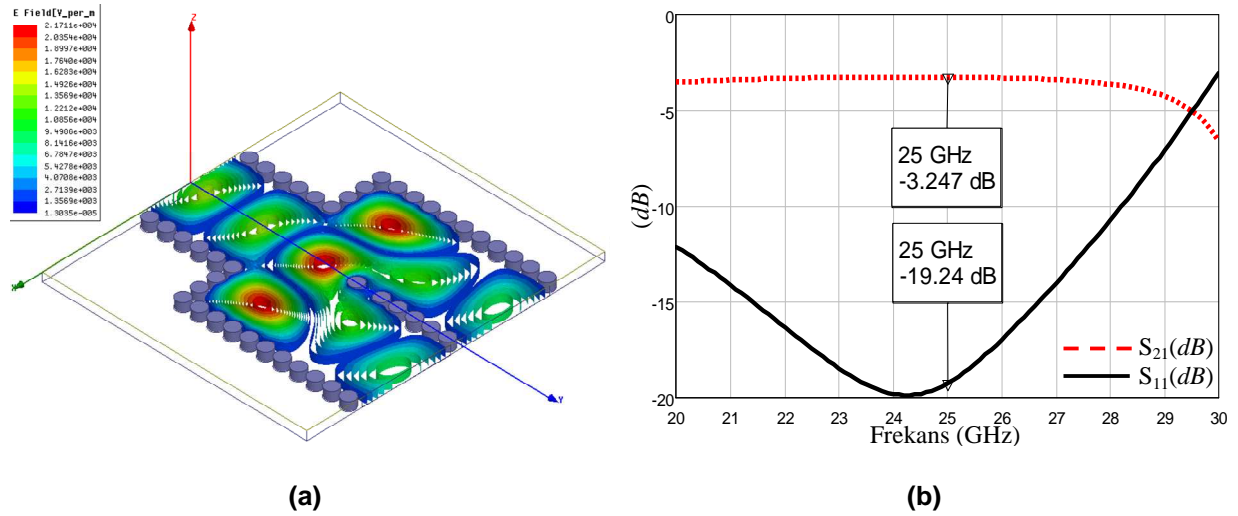 E Field[V_per_m
2.1711e+004
2.0354e+004
1.8997e+004
1.7640e+004
1.6283e+004
1.4926e+004
1.3569e+004
1.2212e+004
1.0856e+004
9.4986e+003
8.1416e+003
6.7847e+003
5.4278e+003
4.0708e+003
2.7139e+003
1.3569e+003
1.3035e-005
Z
X
Y
(a)
0
-5
-10
-15
-20
(dB)
25 GHz
-3.247 dB
25 GHz
-19.24 dB
S21(dB)
S11(dB)
20 21 22 23 24 25 26 27 28 29 30
Frekans (GHz)
(b)